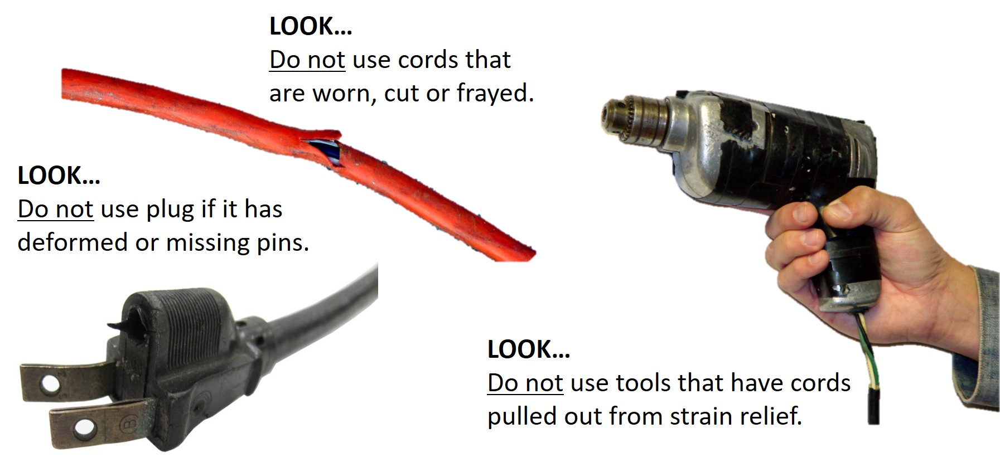 LOOK…
Do not use cords that
are worn, cut or frayed.
LOOK…
Do not use plug if it has
deformed or missing pins.
LOOK…
Do not use tools that have cords
pulled out from strain relief.
B